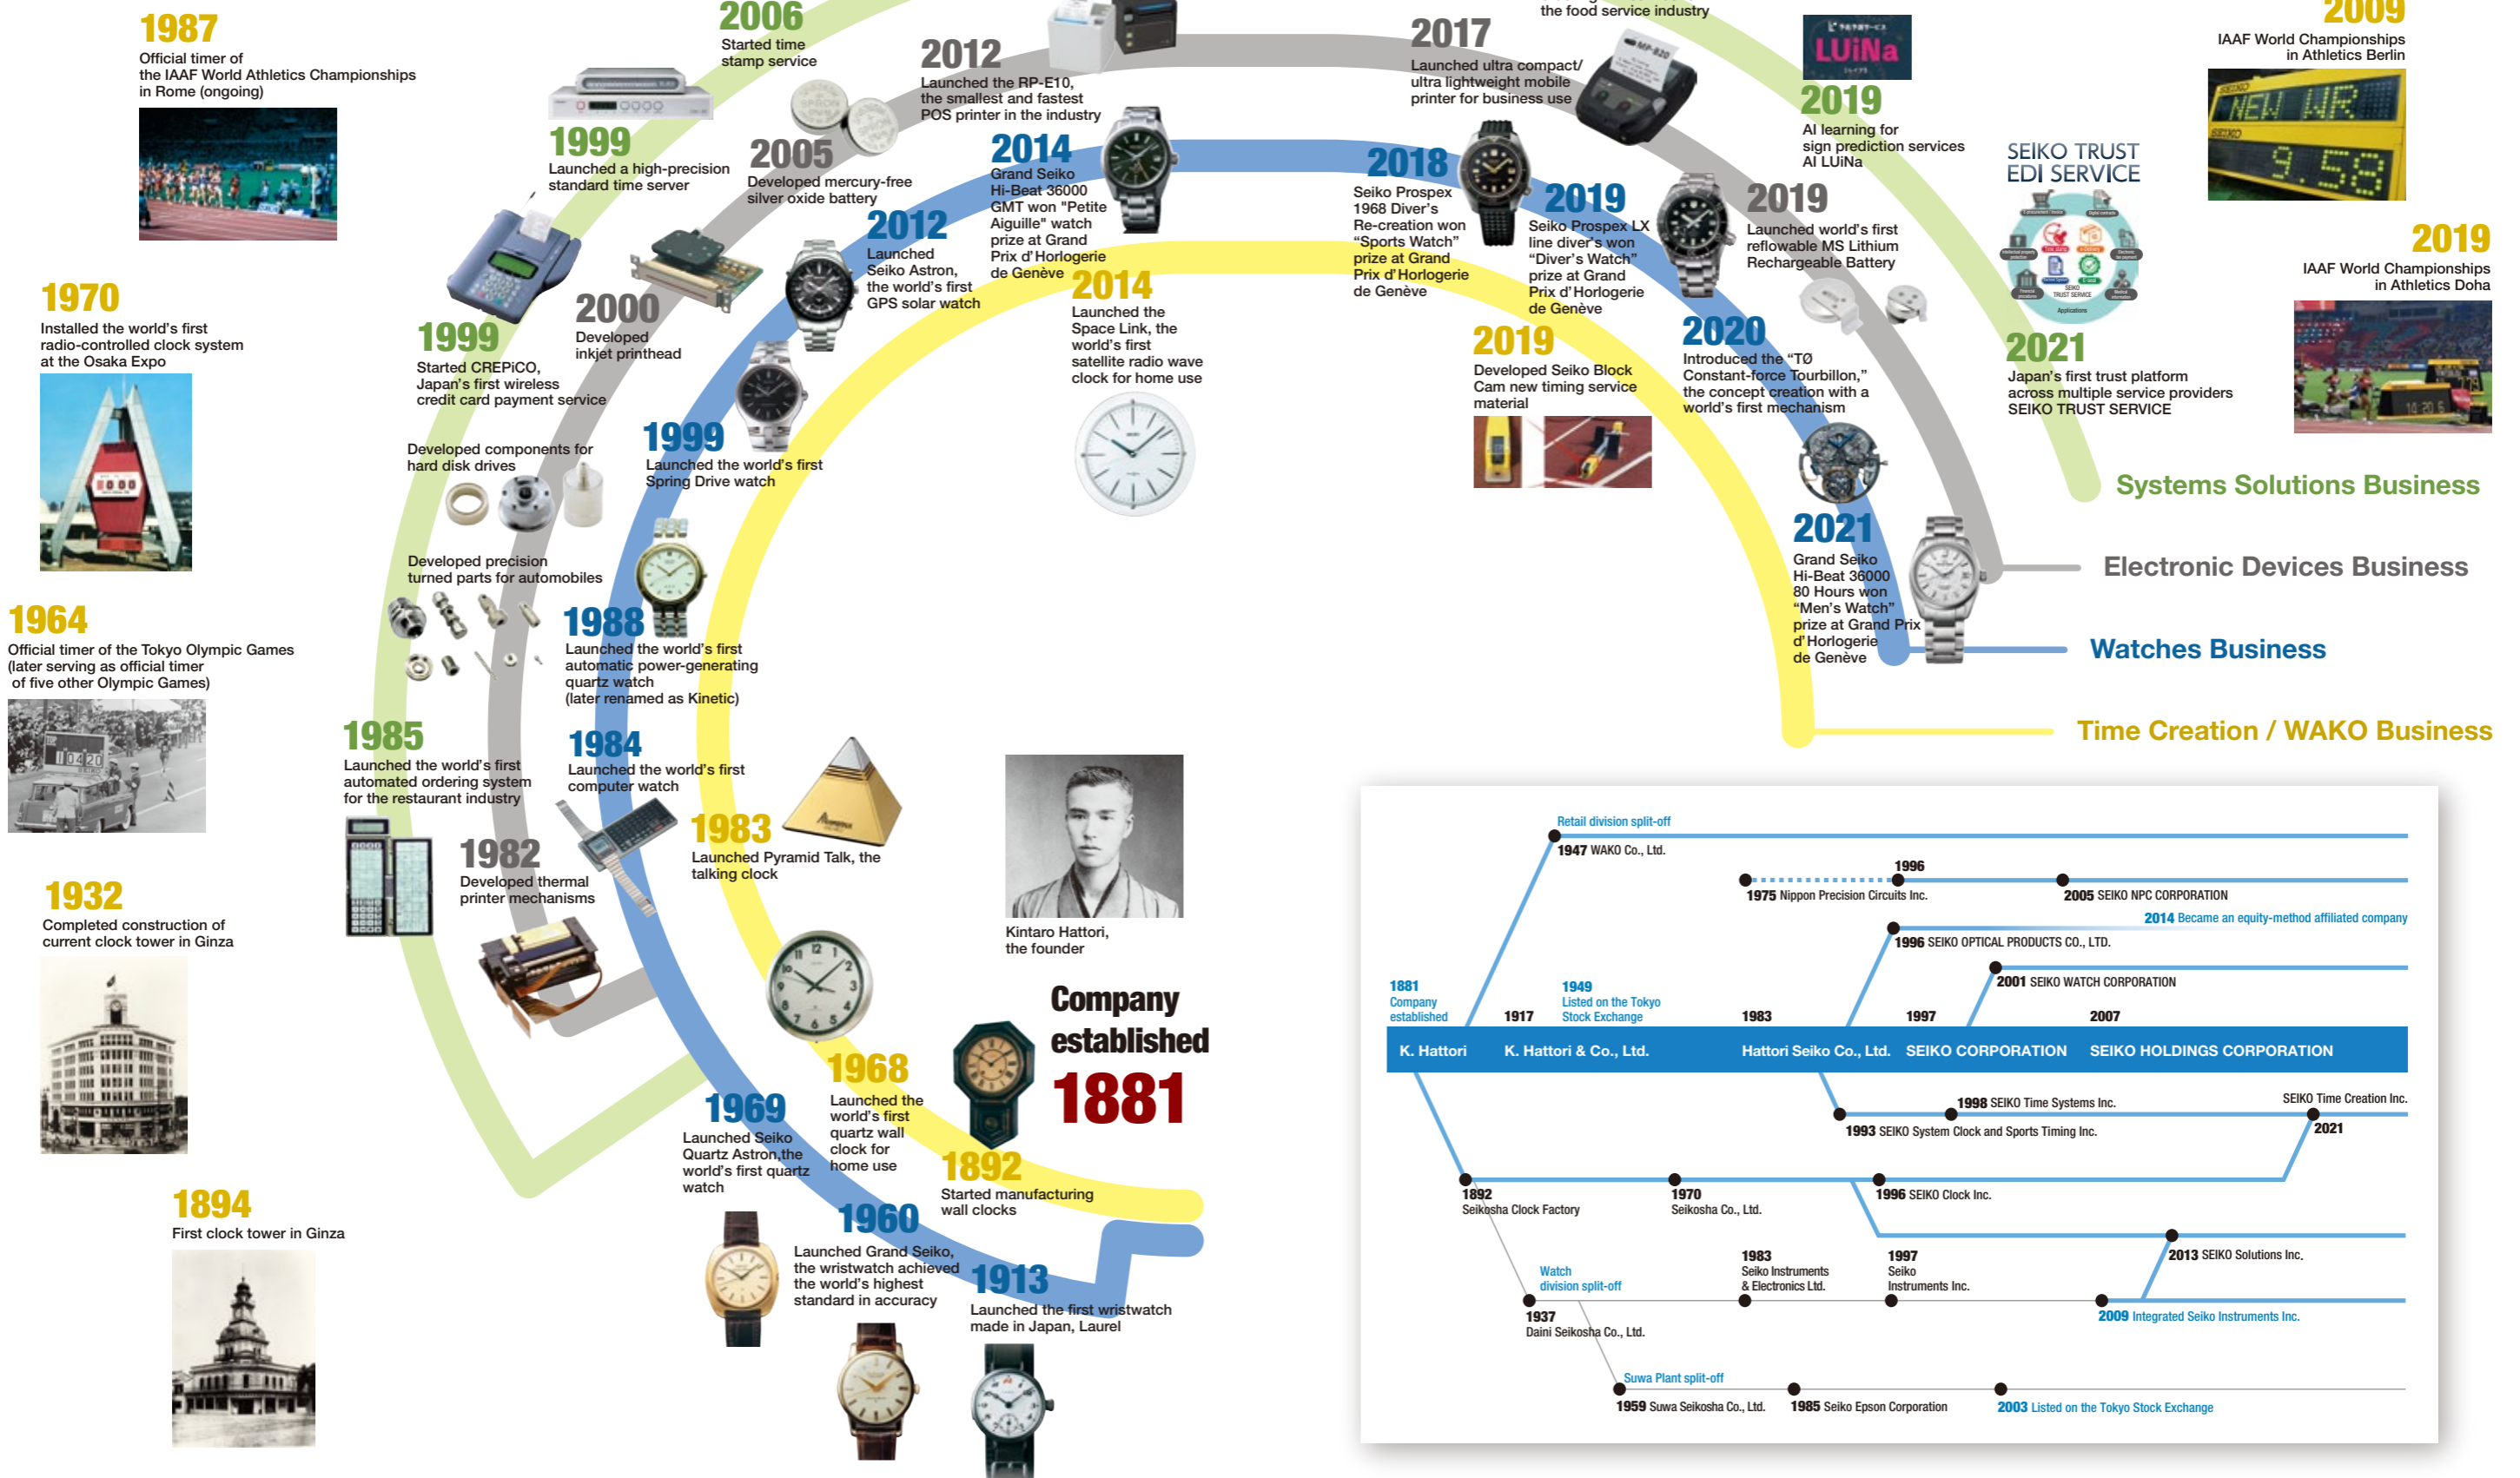 1987
Official timer of
the IAAF World Athletics Championships
in Rome (ongoing)
1970
Installed the world's first
radio-controlled clock system
at the Osaka Expo
1964
Official timer of the Tokyo Olympic Games
(later serving as official timer
of five other Olympic Games)
1932
Completed construction of
current clock tower in Ginza
1894
First clock tower in Ginza
2006
Started time
stamp service
1999
Launched a high-precision
standard time server
1999
Started CREPiCO,
Japan's first wireless
credit card payment service
Developed components for
hard disk drives
Developed precision
turned parts for automobiles
1985
Launched the world's first
automated ordering system
for the restaurant industry
1982
Developed thermal
printer mechanisms
2000
Developed
inkjet printhead
2005
Developed mercury-free
silver oxide battery
2012
Launched the RP-E10,
the smallest and fastest
POS printer in the industry
2012
Launched
Seiko Astron,
the world's first
GPS solar watch
2014
Grand Seiko
Hi-Beat 36000
GMT won "Petite
Aiguille" watch
prize at Grand
Prix d'Horlogerie
de Genève
2014
Launched the
Space Link, the
world's first
satellite radio wave
clock for home use
1999
Launched the world's first
Spring Drive watch
1988
Launched the world's first
automatic power-generating
quartz watch
(later renamed as Kinetic)
1984
Launched the world's first
computer watch
1983
Launched Pyramid Talk, the
talking clock
1968
Launched the
world's first
quartz wall
clock for
home use
1969
Launched Seiko
Quartz Astron,the
world's first quartz
watch
1960
Launched Grand Seiko,
the wristwatch achieved
the world's highest
standard in accuracy
1913
Launched the first wristwatch
made in Japan, Laurel
1892
Started manufacturing
wall clocks
Kintaro Hattori,
the founder
Company
established
1881
the food service industry
2017
Launched ultra compact/
ultra lightweight mobile
printer for business use
MP-B20
LUiNa
2019
AI learning for
sign prediction services
AI LUiNa
2018
Seiko Prospex
1968 Diver's
Re-creation won
“Sports Watch”
prize at Grand
Prix d'Horlogerie
de Genève
2019
Seiko Prospex LX
line diver's won
“Diver's Watch”
prize at Grand
Prix d'Horlogerie
de Genève
2019
Launched world's first
reflowable MS Lithium
Rechargeable Battery
2019
Developed Seiko Block
Cam new timing service
material
2020
Introduced the “TØ
Constant-force Tourbillon,”
the concept creation with a
world's first mechanism
2021
Grand Seiko
Hi-Beat 36000
80 Hours won
“Men's Watch”
prize at Grand Prix
d'Horlogerie
de Genève
SEIKO TRUST
EDI SERVICE
SEIKO
TRUST SERVICE
Applications
2021
Japan's first trust platform
across multiple service providers
SEIKO TRUST SERVICE
2009
IAAF World Championships
in Athletics Berlin
SEIKO
NEW WR
SEIKO
9.58
2019
IAAF World Championships
in Athletics Doha
Systems Solutions Business
Electronic Devices Business
Watches Business
Time Creation / WAKO Business
Retail division split-off
1947 WAKO Co., Ltd.
1996
1975 Nippon Precision Circuits Inc.
2005 SEIKO NPC CORPORATION
2014 Became an equity-method affiliated company
1996 SEIKO OPTICAL PRODUCTS CO., LTD.
2001 SEIKO WATCH CORPORATION
1881
Company
established
1917
1949
Listed on the Tokyo
Stock Exchange
1983
1997
2007
K. Hattori
K. Hattori & Co., Ltd.
Hattori Seiko Co., Ltd.
SEIKO CORPORATION
SEIKO HOLDINGS CORPORATION
1998 SEIKO Time Systems Inc.
SEIKO Time Creation Inc.
1993 SEIKO System Clock and Sports Timing Inc.
2021
1892
Seikosha Clock Factory
1970
Seikosha Co., Ltd.
1996 SEIKO Clock Inc.
2013 SEIKO Solutions Inc.
Watch
division split-off
1983
Seiko Instruments
& Electronics Ltd.
1997
Seiko
Instruments Inc.
1937
Daini Seikosha Co., Ltd.
2009 Integrated Seiko Instruments Inc.
Suwa Plant split-off
1959 Suwa Seikosha Co., Ltd.
1985 Seiko Epson Corporation
2003 Listed on the Tokyo Stock Exchange